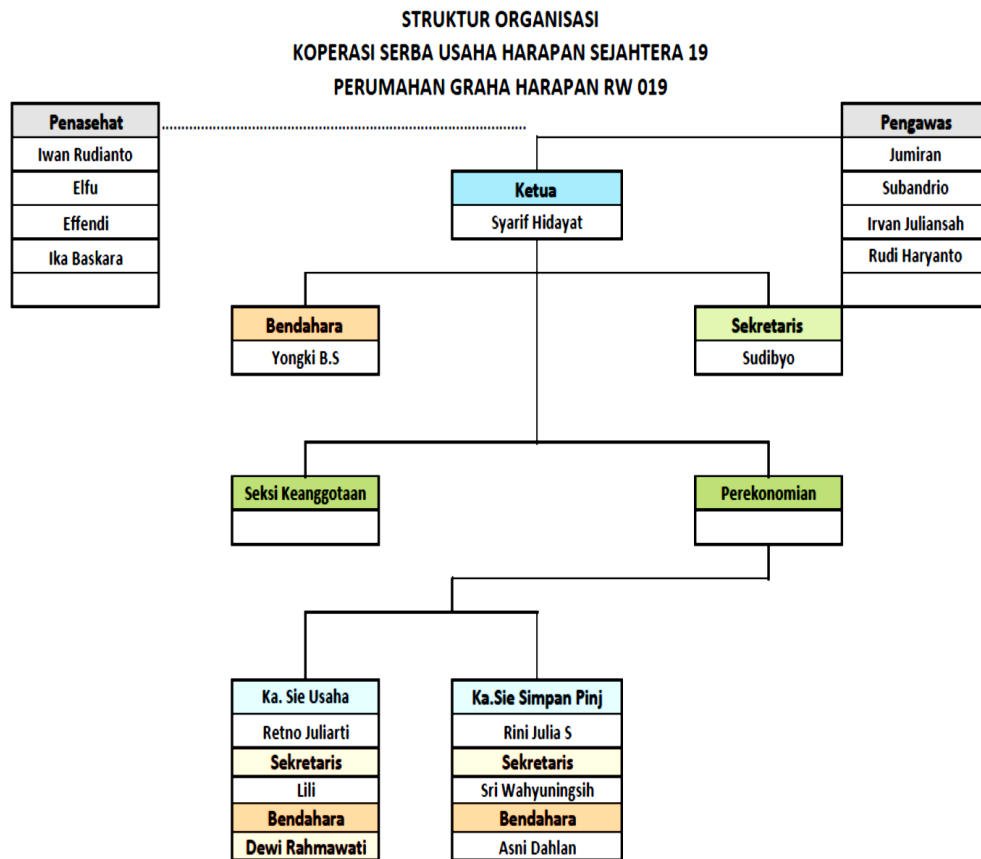 STRUKTUR ORGANISASI
KOPERASI SERBA USAHA HARAPAN SEJAHTERA 19
PERUMAHAN GRAHA HARAPAN RW 019
Penasehat
Iwan Rudianto
Elfu
Effendi
Ika Baskara
Pengawas
Jumiran
Subandrio
Irvan Juliansah
Rudi Haryanto
Ketua
Syarif Hidayat
Bendahara
Yongki B.S
Sekretaris
Sudibyo
Seksi Keanggotaan
Perekonomian
Ka. Sie Usaha
Retno Juliarti
Sekretaris
Lili
Bendahara
Dewi Rahmawati
Ka.Sie Simpan Pinj
Rini Julia S
Sekretaris
Sri Wahyuningsih
Bendahara
Asni Dahlan